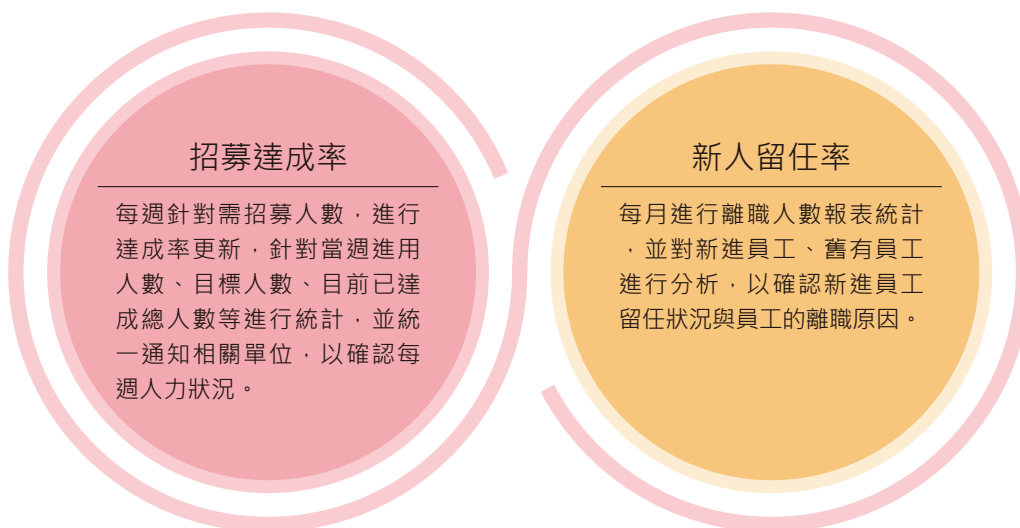 招募達成率
每週針對需招募人數，進行
達成率更新，針對當週進用
人數、目標人數、目前已達
成總人數等進行統計，並統
一通知相關單位，以確認每
週人力狀況。
新人留任率
每月進行離職人數報表統計
，並對新進員工、舊有員工
進行分析，以確認新進員工
留任狀況與員工的離職原因。